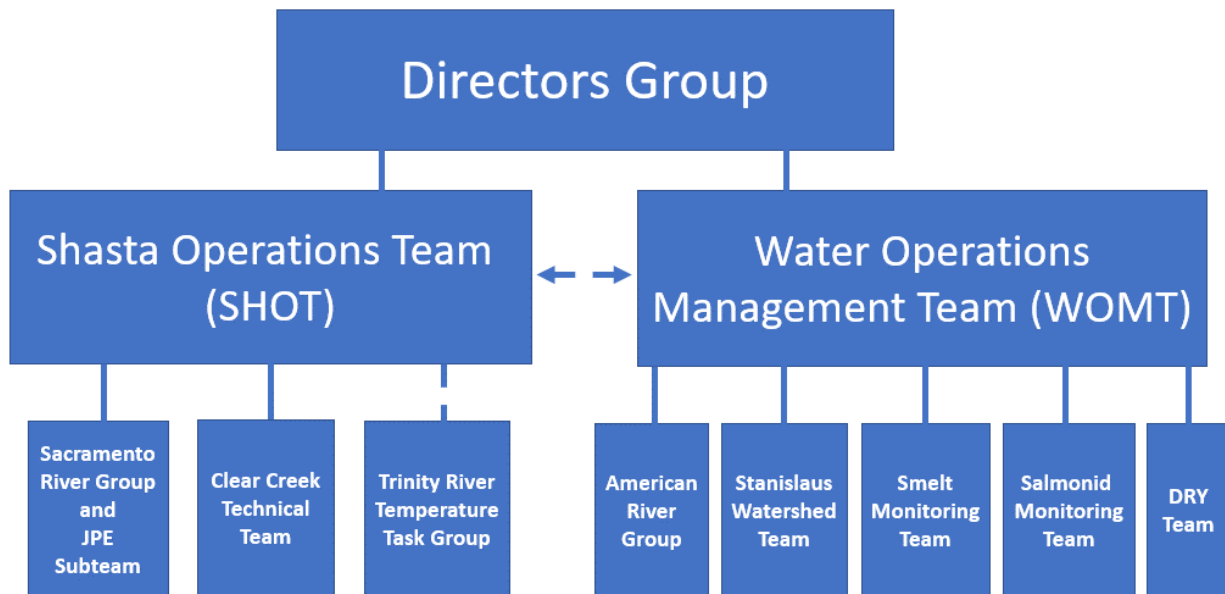 Directors Group
Shasta Operations Team
(SHOT)
Water Operations
Management Team (WOMT)
Sacramento
River Group
and
JPE
Subteam
Clear Creek
Technical
Team
Trinity River
Temperature
Task Group
American
River
Group
Stanislaus
Watershed
Team
Smelt
Monitoring
Team
Salmonid
Monitoring
Team
DRY
Team